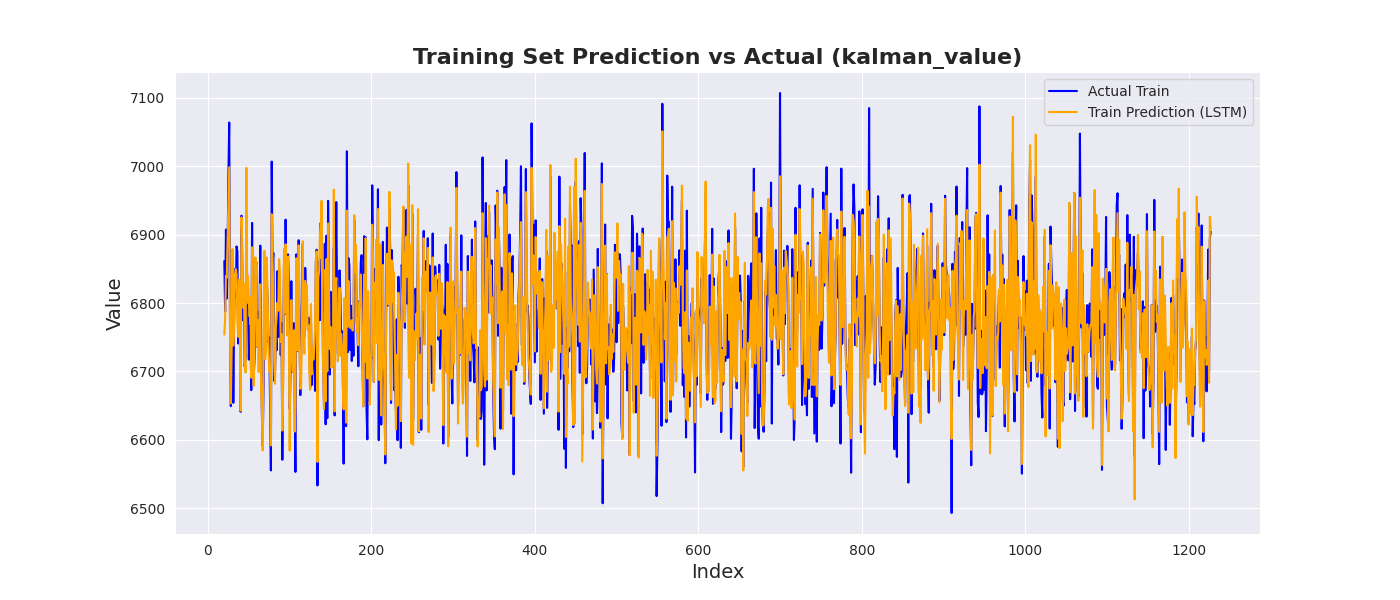 Training Set Prediction vs Actual (kalman_value)
Actual Train
Train Prediction (LSTM)
7100
7000
6900
6800
6700
6600
6500
Value
0 200 400 600 800 1000 1200
Index